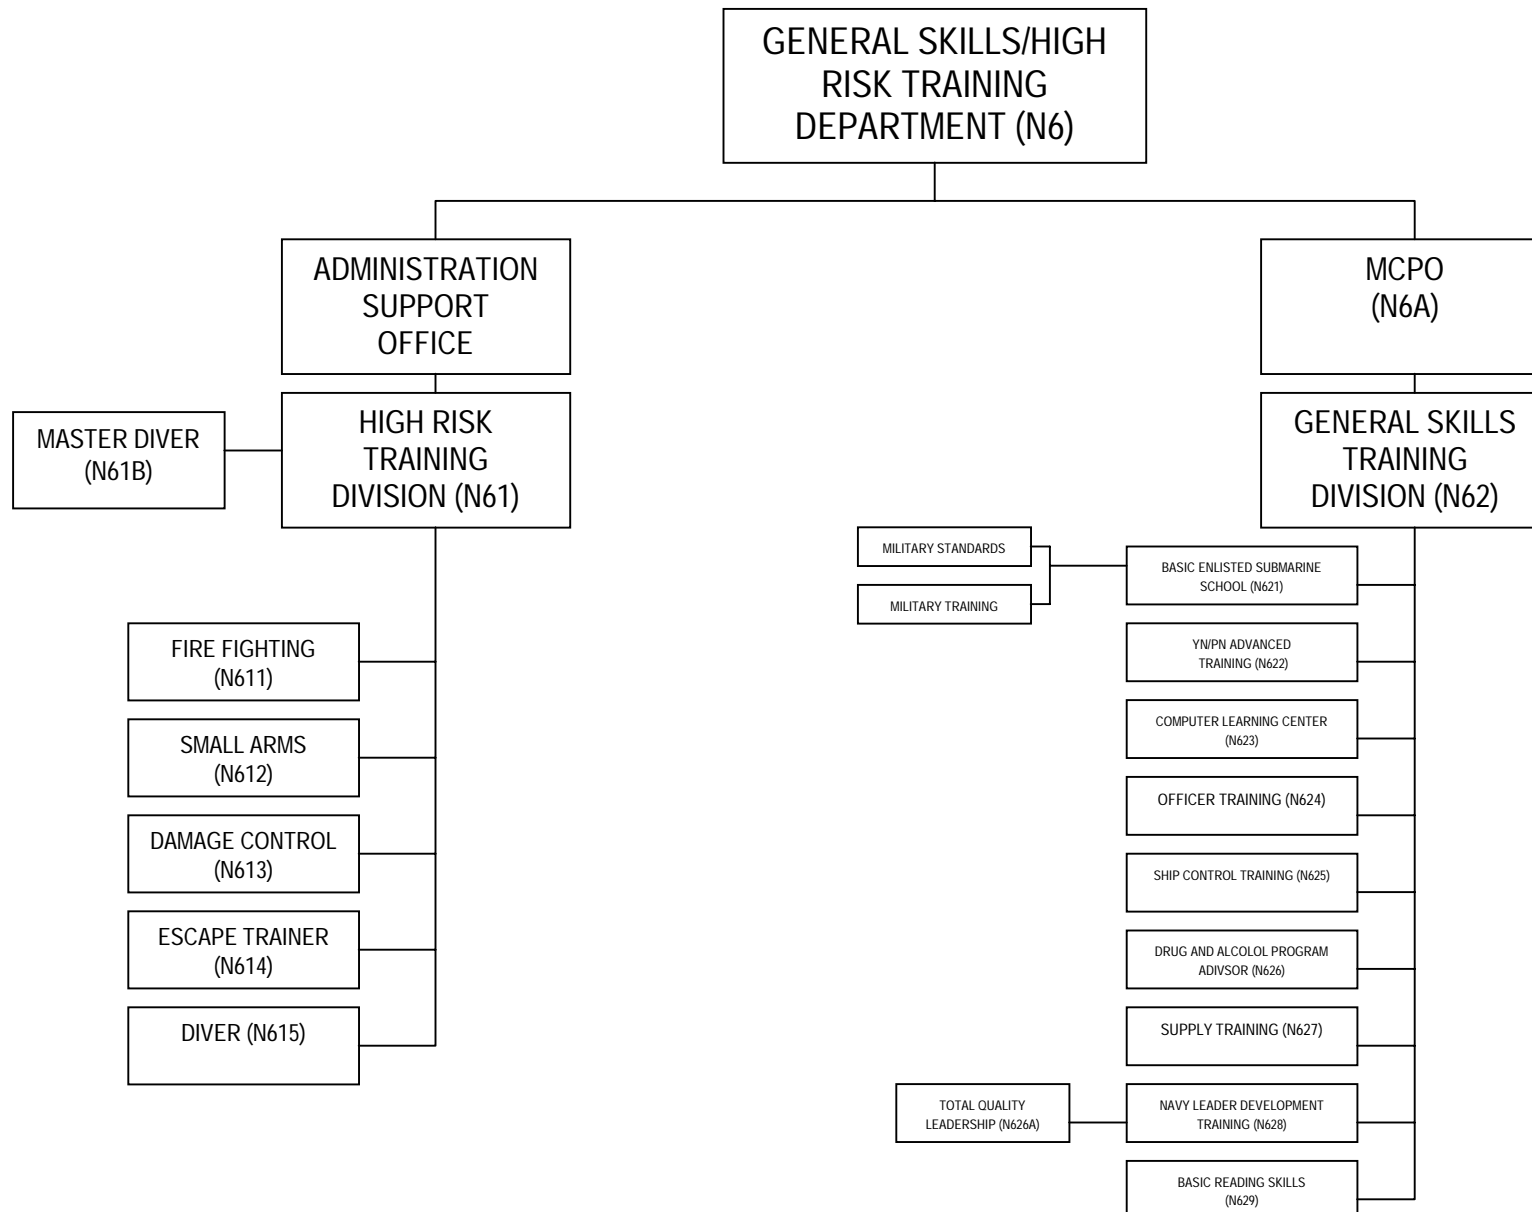 GENERAL SKILLS/HIGH
RISK TRAINING
DEPARTMENT (N6)
ADMINISTRATION
SUPPORT
OFFICE
MCPO
(N6A)
MASTER DIVER
(N61B)
HIGH RISK
TRAINING
DIVISION (N61)
GENERAL SKILLS
TRAINING
DIVISION (N62)
FIRE FIGHTING
(N611)
SMALL ARMS
(N612)
DAMAGE CONTROL
(N613)
ESCAPE TRAINER
(N614)
DIVER (N615)
MILITARY STANDARDS
MILITARY TRAINING
BASIC ENLISTED SUBMARINE
SCHOOL (N621)
YN/PN ADVANCED
TRAINING (N622)
COMPUTER LEARNING CENTER
(N623)
OFFICER TRAINING (N624)
SHIP CONTROL TRAINING (N625)
DRUG AND ALCOLOL PROGRAM
ADIVSOR (N626)
SUPPLY TRAINING (N627)
TOTAL QUALITY
LEADERSHIP (N626A)
NAVY LEADER DEVELOPMENT
TRAINING (N628)
BASIC READING SKILLS
(N629)